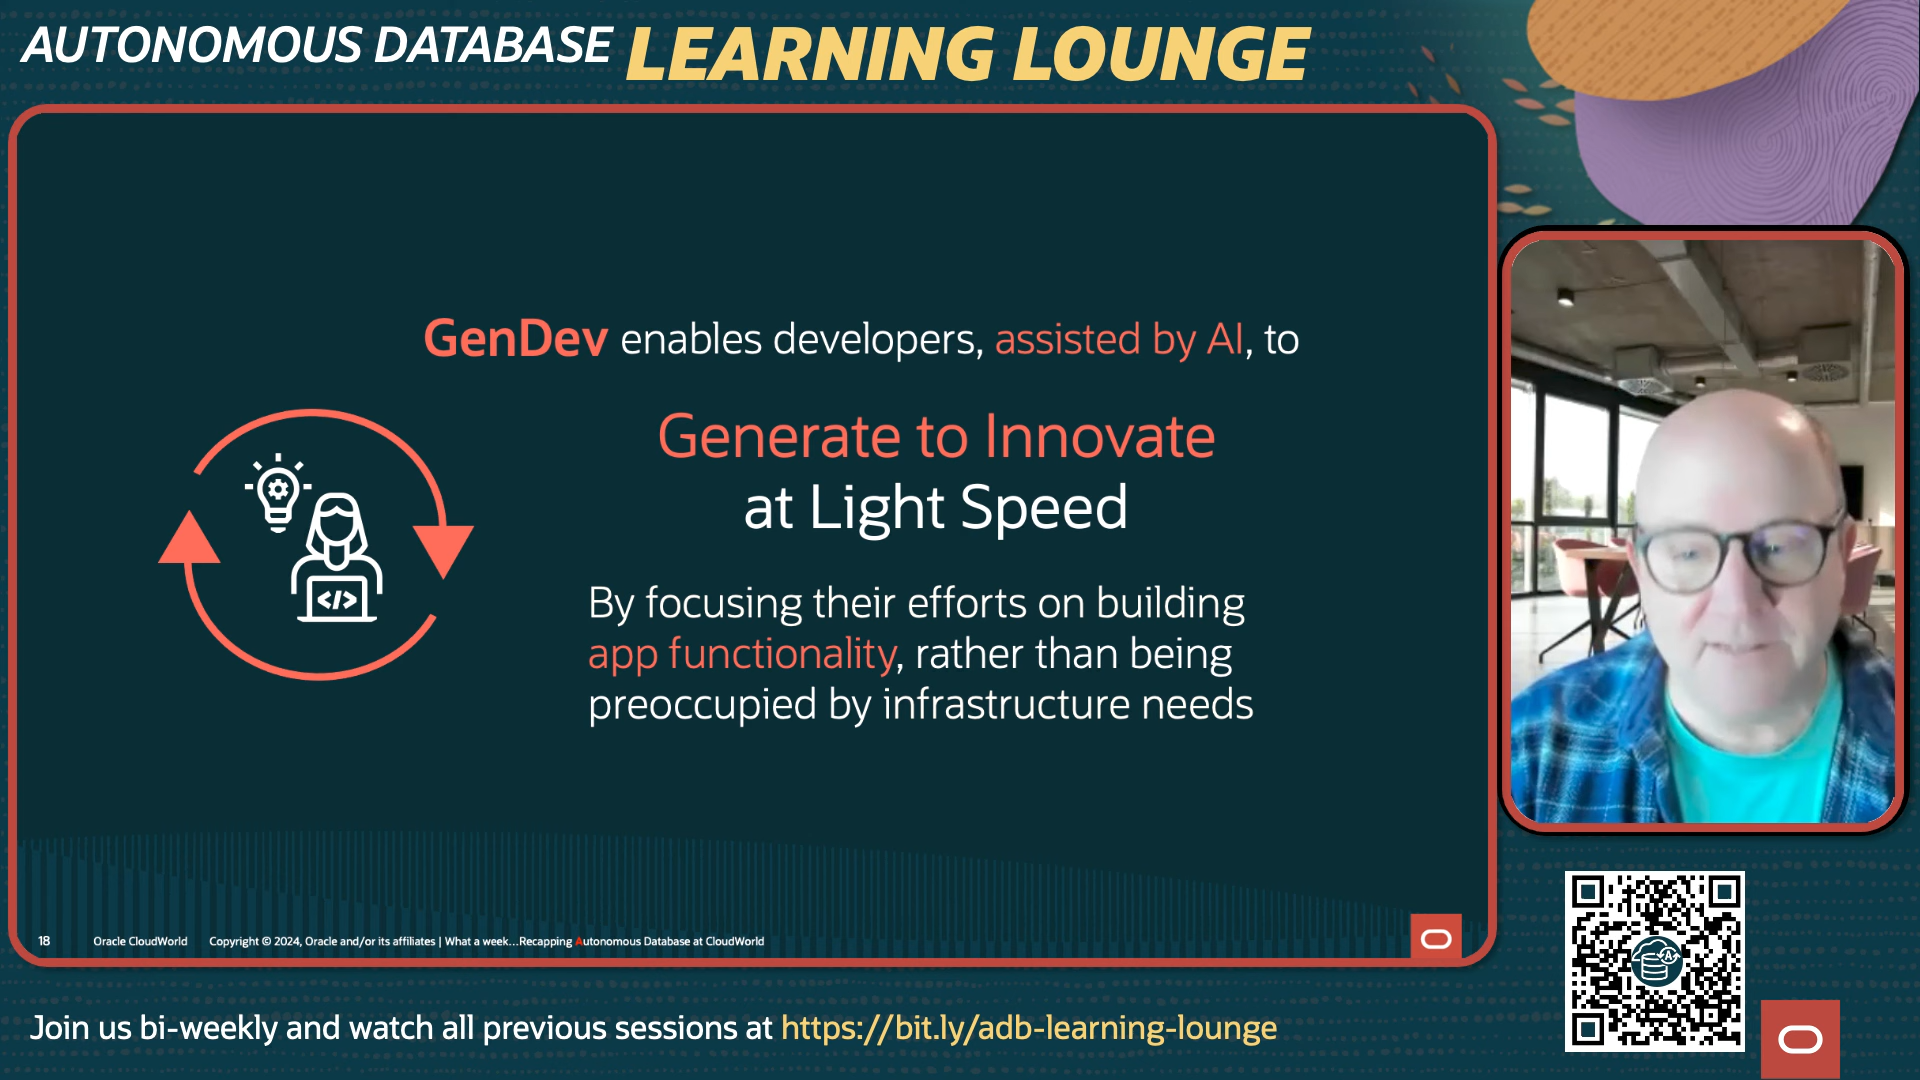 AUTONOMOUS DATABASE LEARNING LOUNGE
GenDev enables developers, assisted by AI, to
Generate to Innovate
at Light Speed
</>
By focusing their efforts on building
app functionality, rather than being
preoccupied by infrastructure needs
18 Oracle CloudWorld Copyright © 2024, Oracle and/or its affiliates | What a week...Recapping Autonomous Database at CloudWorld
A
Join us bi-weekly and watch all previous sessions at https://bit.ly/adb-learning-lounge